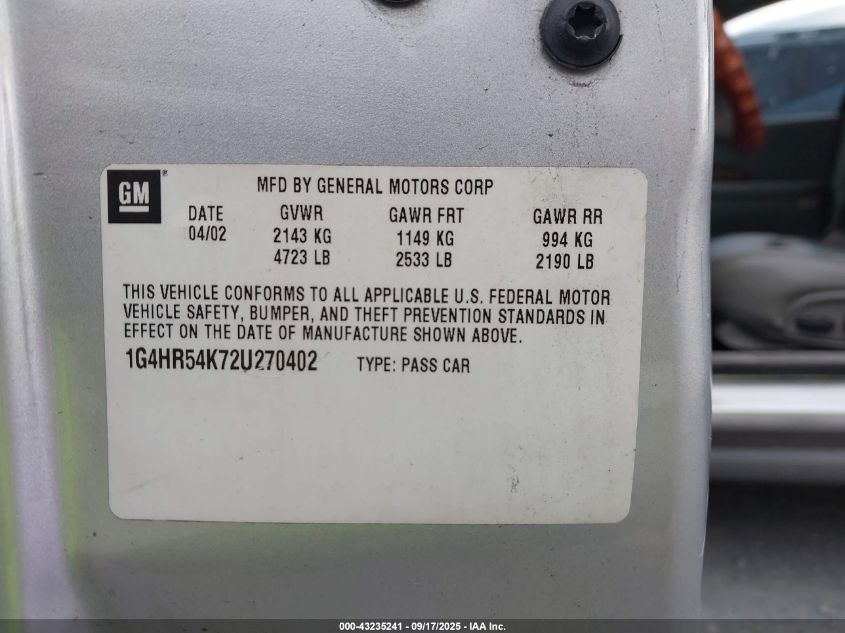 GM®
MFD BY GENERAL MOTORS CORP
DATE GVWR GAWR FRT GAWR RR
04/02 2143 KG 1149 KG 994 KG
4723 LB 2533 LB 2190 LB
THIS VEHICLE CONFORMS TO ALL APPLICABLE U.S. FEDERAL MOTOR
VEHICLE SAFETY, BUMPER, AND THEFT PREVENTION STANDARDS IN
EFFECT ON THE DATE OF MANUFACTURE SHOWN ABOVE.
1G4HR54K72U270402 TYPE: PASS CAR
000-43235241 - 09/17/2025 - IAA Inc.